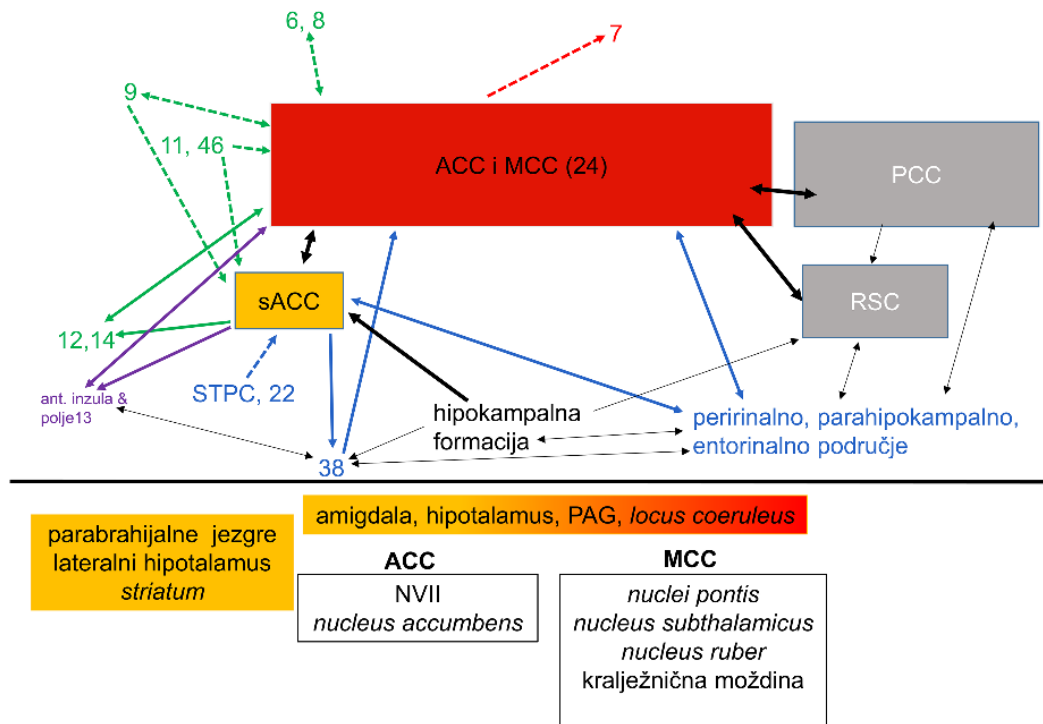 6, 8
7
9
11, 46
ACC i MCC (24)
PCC
sACC
RSC
12,14
ant. inzula &
polje13
STPC, 22
hipokampalna
formacija
peririnalno, parahipokampalno,
entorinalno područje
38
amigdala, hipotalamus, PAG, locus coeruleus
parabrahijalne jezgre
lateralni hipotalamus
striatum
ACC
NVII
nucleus accumbens
MCC
nuclei pontis
nucleus subthalamicus
nucleus ruber
kralježnična moždina